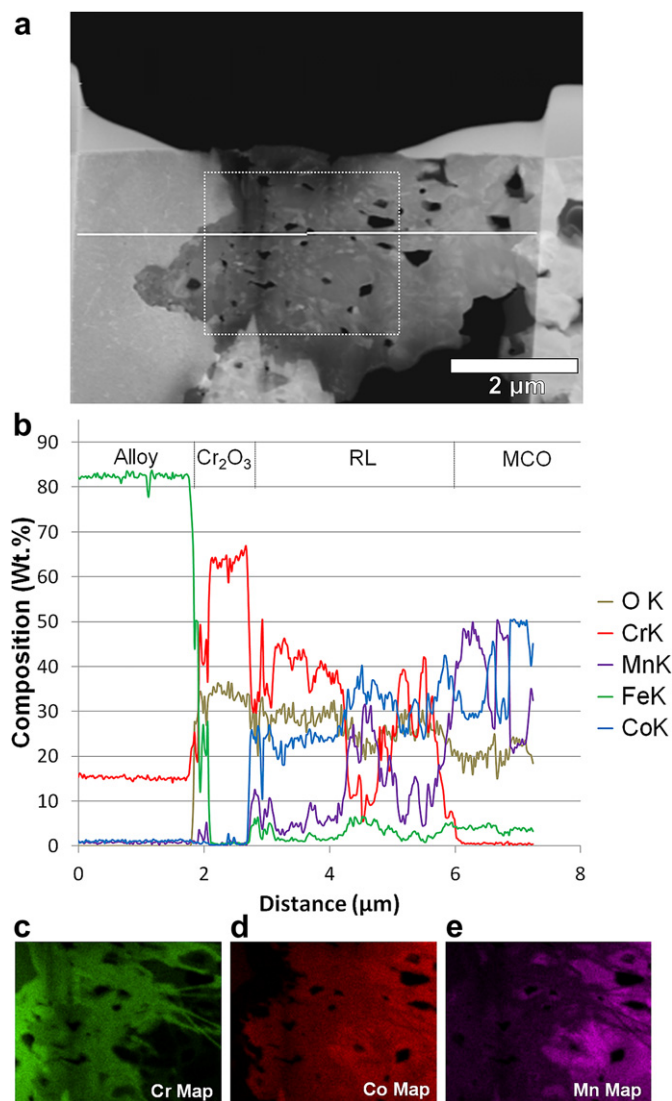 a
2 µm
b
Alloy Cr₂O₃ RL MCO
Composition (Wt.%)
90
80
70
60
50
40
30
20
10
0
0 2 4 6 8
Distance (µm)
O K
CrK
MnK
FeK
CoK
c d e
Cr Map Co Map Mn Map